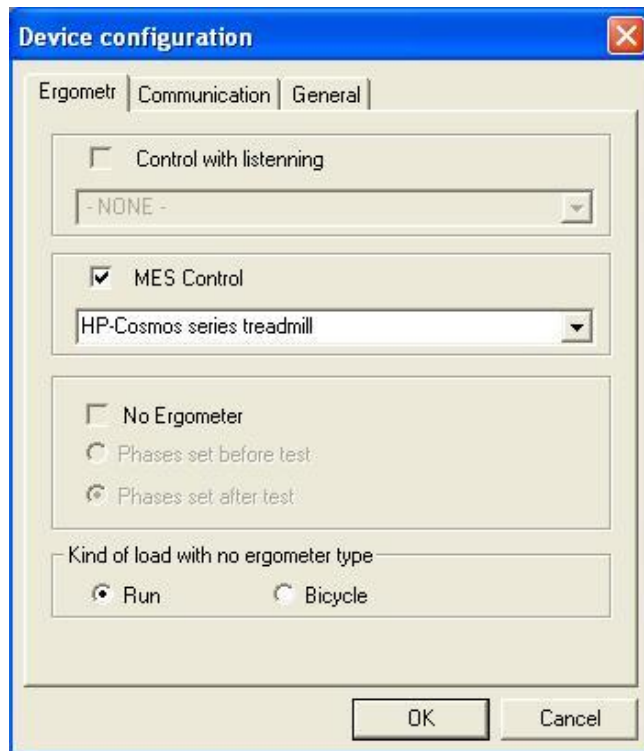 Device configuration
Ergometr Communication General
Control with listenning
- NONE -
MES Control
HP-Cosmos series treadmill
No Ergometer
Phases set before test
Phases set after test
Kind of load with no ergometer type
Run Bicycle
OK Cancel